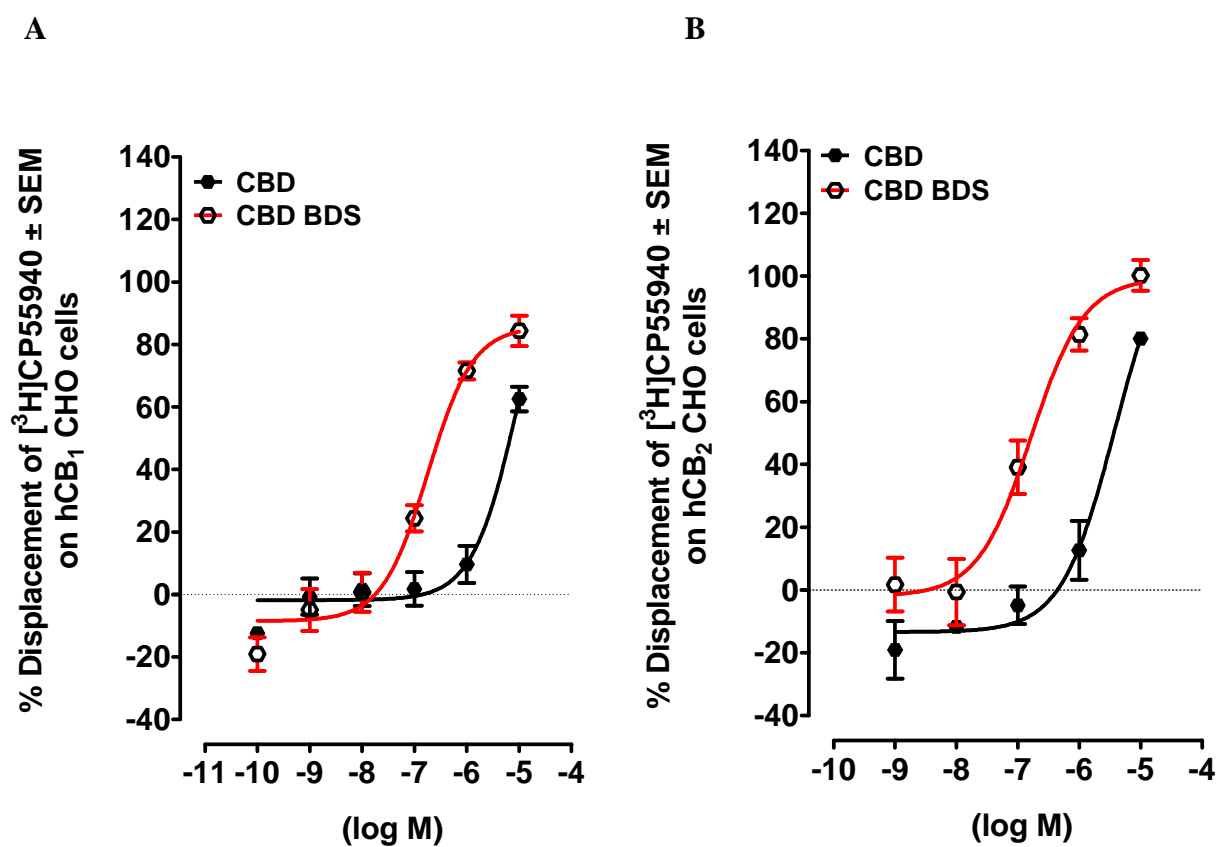 A
B
% Displacement of [³H]CP55940 ± SEM
on hCB₁ CHO cells
140
120
100
80
60
40
20
0
-20
-40
CBD
CBD BDS
-11 -10 -9 -8 -7 -6 -5 -4
(log M)
% Displacement of [³H]CP55940 ± SEM
on hCB₂ CHO cells
140
120
100
80
60
40
20
0
-20
-40
CBD
CBD BDS
-10 -9 -8 -7 -6 -5 -4
(log M)